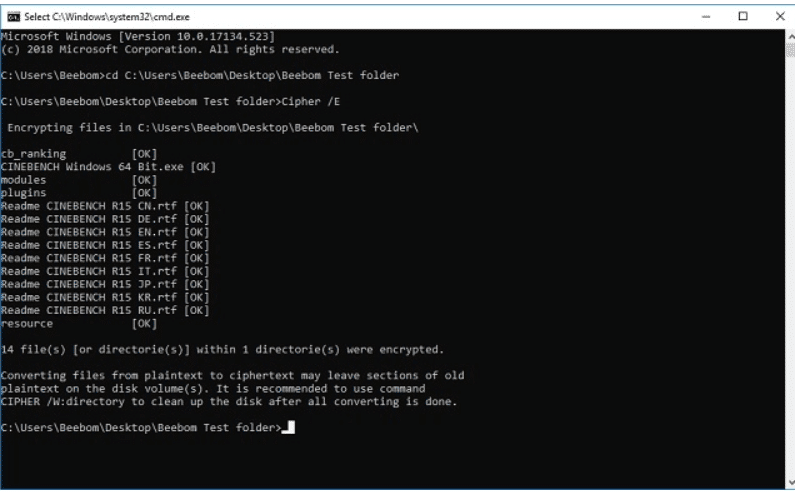 Select C:\Windows\system32\cmd.exe
Microsoft Windows [Version 10.0.17134.523]
(c) 2018 Microsoft Corporation. All rights reserved.
C:\Users\Beebom>cd C:\Users\Beebom\Desktop\Beebom Test folder
C:\Users\Beebom\Desktop\Beebom Test folder>Cipher /E
Encrypting files in C:\Users\Beebom\Desktop\Beebom Test folder\
cb_ranking [OK]
CINEBENCH Windows 64 Bit.exe [OK]
modules [OK]
plugins [OK]
Readme CINEBENCH R15 CN.rtf [OK]
Readme CINEBENCH R15 DE.rtf [OK]
Readme CINEBENCH R15 EN.rtf [OK]
Readme CINEBENCH R15 ES.rtf [OK]
Readme CINEBENCH R15 FR.rtf [OK]
Readme CINEBENCH R15 IT.rtf [OK]
Readme CINEBENCH R15 JP.rtf [OK]
Readme CINEBENCH R15 KR.rtf [OK]
Readme CINEBENCH R15 RU.rtf [OK]
resource [OK]
14 file(s) [or directorie(s)] within 1 directorie(s) were encrypted.
Converting files from plaintext to ciphertext may leave sections of old
plaintext on the disk volume(s). It is recommended to use command
CIPHER /W:directory to clean up the disk after all converting is done.
C:\Users\Beebom\Desktop\Beebom Test folder>